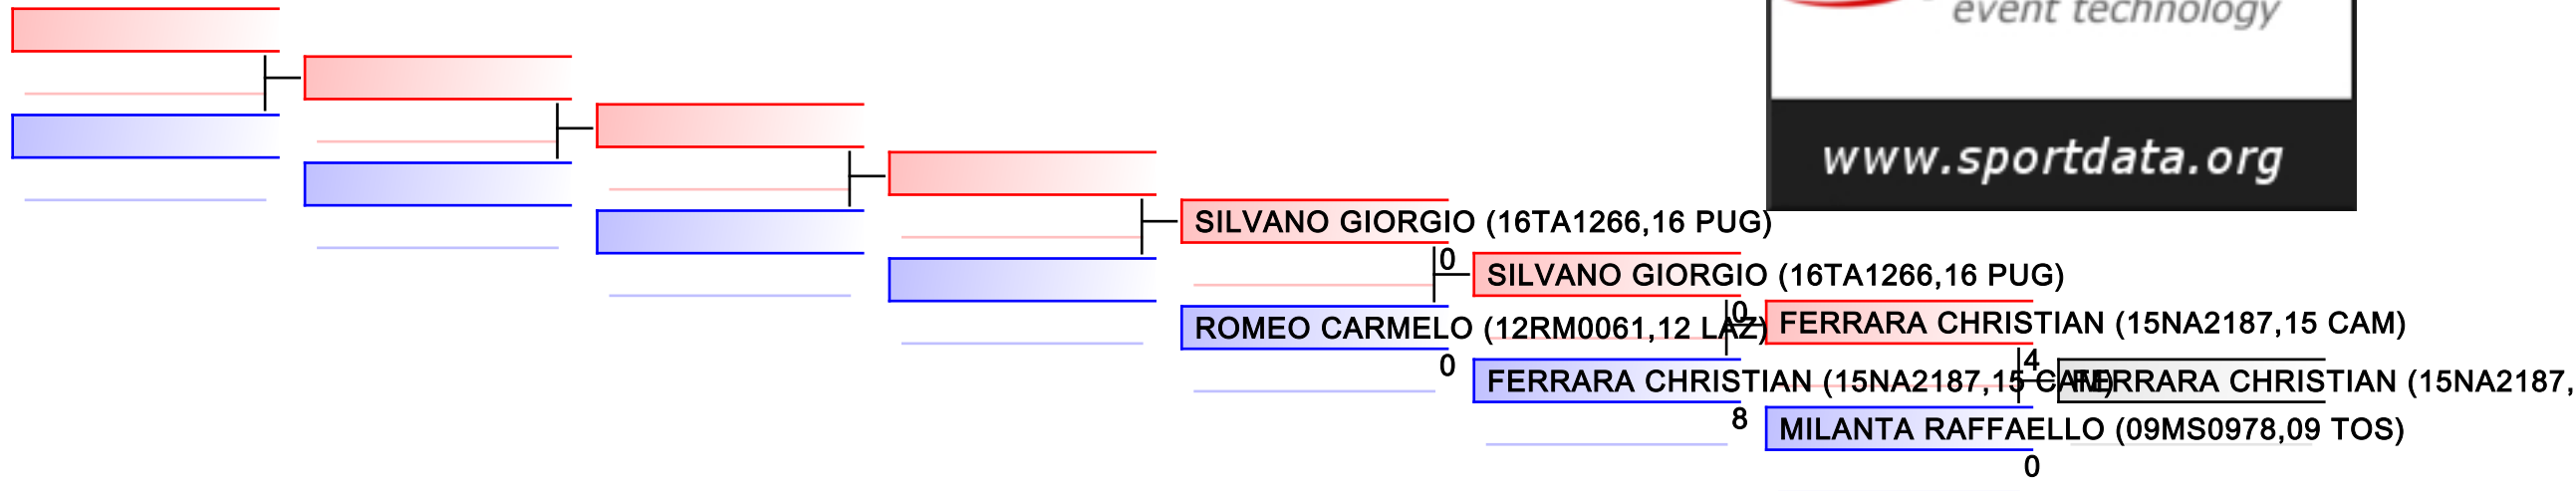 event technology
www.sportdata.org
SILVANO GIORGIO (16TA1266,16 PUG)
0
SILVANO GIORGIO (16TA1266,16 PUG)
0
ROMEO CARMELO (12RM0061,12 LAZ)
0
FERRARA CHRISTIAN (15NA2187,15 CAM)
4
FERRARA CHRISTIAN (15NA2187,15 CAM)
8
FERRARA CHRISTIAN (15NA2187,
MILANTA RAFFAELLO (09MS0978,09 TOS)
0